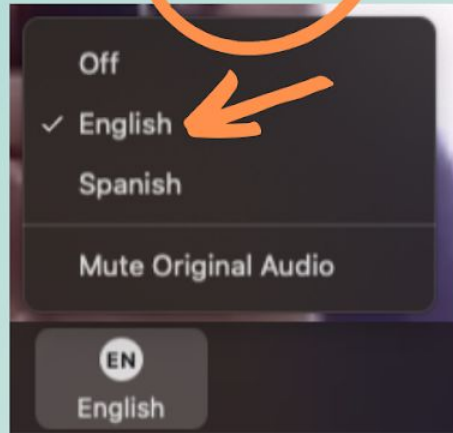 Off
✓ English
Spanish
Mute Original Audio
EN
English